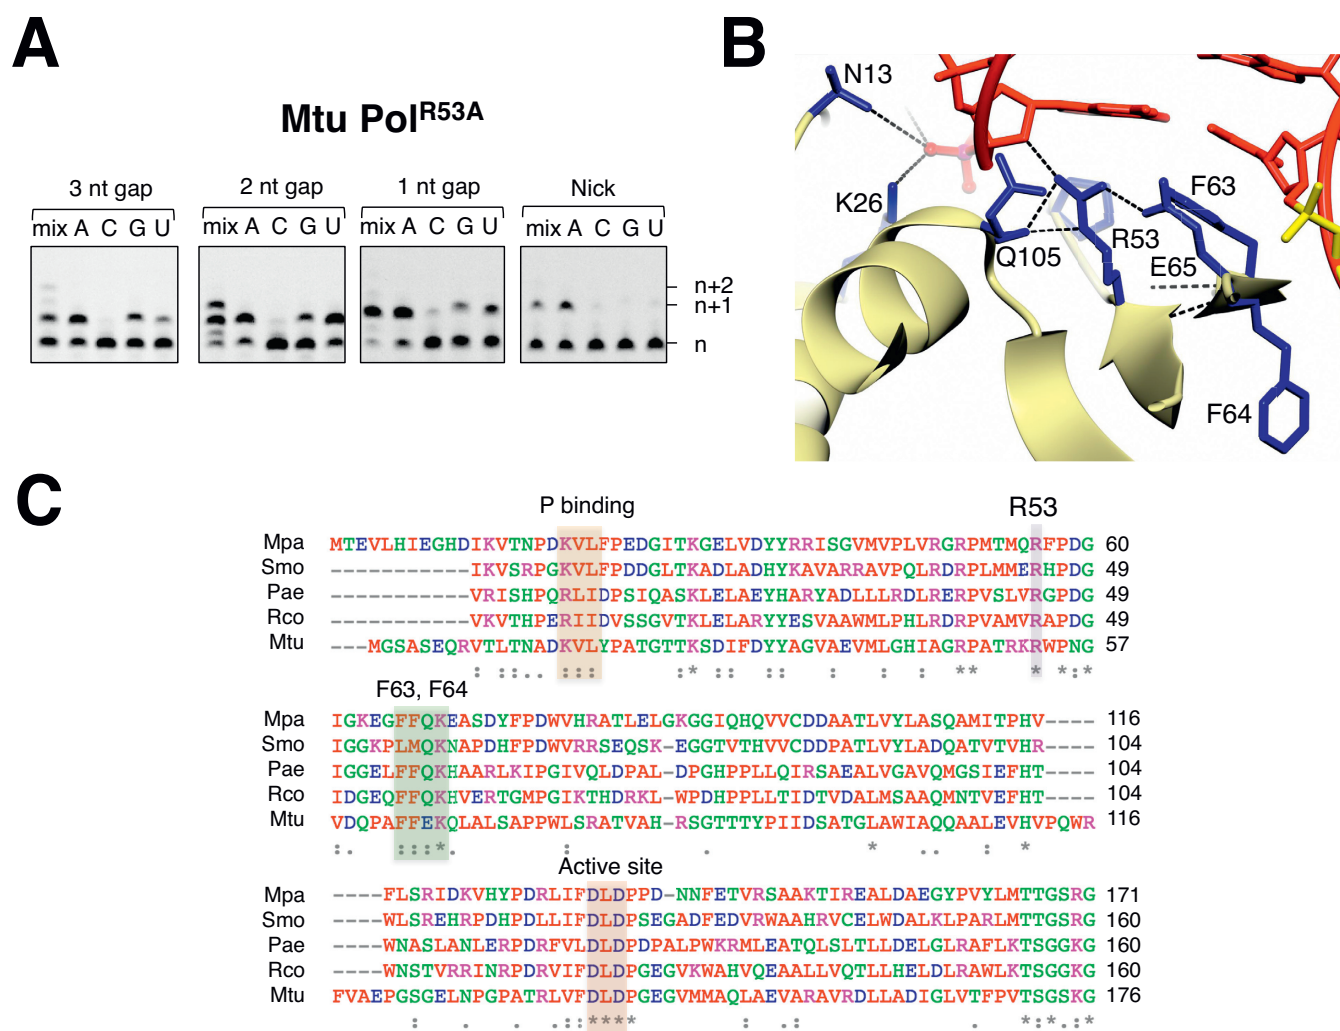 A
Mtu Pol^R53A
3 nt gap 2 nt gap 1 nt gap Nick
mix A C G U mix A C G U mix A C G U mix A C G U
n+2
n+1
n
B
N13
K26
Q105
R53
E65
F63
F64
C
P binding R53
Mpa MTEVLHIEGHDIKVTNPDKVLFPEDGITKGELVDYYRRISGVMVPLVRGRPMTMQRFPDG 60
Smo -----------IKVSRPGKVLFPDDGLTKADLADHYKAVARRAVPQLRDRPLMMERHPDG 49
Pae -----------VRISHPQRLIDPSIQASKLELAEYHARYADLLLRDLRERPVSLVRGPDG 49
Rco -----------VKVTHPERIIDVSSGVTKLELARYYESVAAWMLPHLRDRPVAMVRAPDG 49
Mtu ---MGSASEQRVTLTNADKVLYPATGTTKSDIFDYYAGVAEVMLGHIAGRPATRKRWPNG 57
: ::.. ::: :* :: :: : : ** * *:*
F63, F64
Mpa IGKEGFFQKEASDYFPDWVHRATLELGKGGIQHQVVCDDAATLVYLASQAMITPHV---- 116
Smo IGGKPLMQKNAPDHFPDWVRRSEQSK-EGGTVTHVVCDDPATLVYLADQATVTVHR---- 104
Pae IGGELFFQKHAARLKIPGIVQLDPAL-DPGHPPLLQIRSAEALVGAVQMGSIEFHT---- 104
Rco IDGEQFFQKHVERTGMPGIKTHDRKL-WPDHPPLLTIDTVDALMSAAQMNTVEFHT---- 104
Mtu VDQPAFFEKQLALSAPPWLSRATVAH-RSGTTTYPIIDSATGLAWIAQQAALEVHVPQWR 116
:. :::*. : . * .. : *
Active site
Mpa ----FLSRIDKVHYPDRLIFDLDPPD-NNFETVRSAAKTIREALDAEGYPVYLMTTGSRG 171
Smo ----WLSREHRPDHPDLLIFDLDPSEGADFEDVRWAAHRVCELWDALKLPARLMTTGSRG 160
Pae ----WNASLANLERPDRFVLDLDPDPALPWKRMLEATQLSLTLLDELGLRAFLKTSGGKG 160
Rco ----WNSTVRRINRPDRVIFDLDPGEGVKWAHVQEAALLVQTLLHELDLRAWLKTSGGKG 160
Mtu FVAEPGSGELNPGPATRLVFDLDPGEGVMMAQLAEVARAVRDLLADIGLVTFPVTSGSKG 176
: . . .::**** : .: . *:*.:*